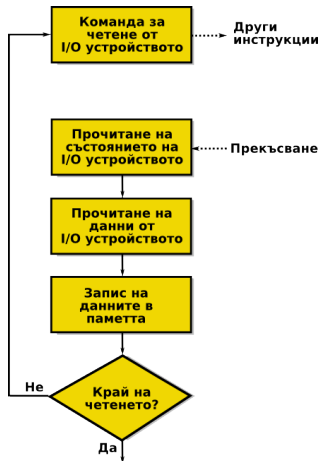 Команда за
четене от
I/O устройството
Други
инструкции
Прочитане на
състоянието на
I/O устройството
Прекъсване
Прочитане на
данни от
I/O устройството
Запис на
данните в
паметта
Не
Край на
четенето?
Да